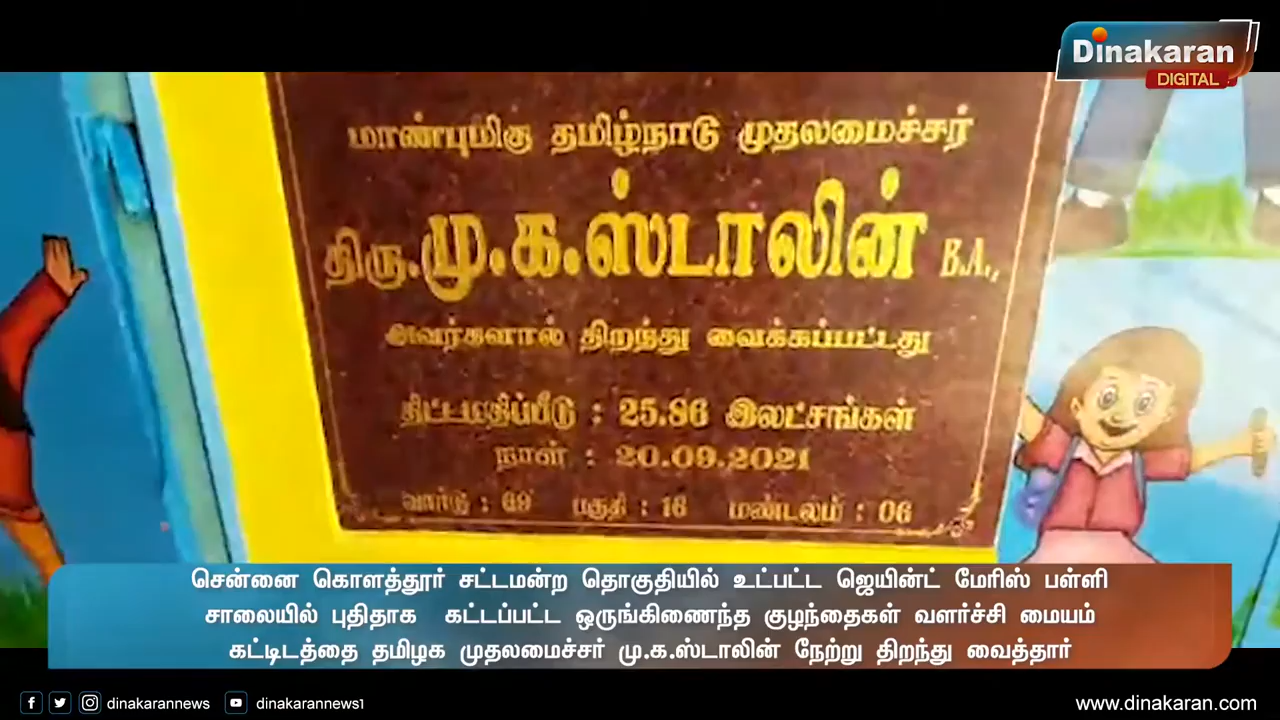 Dinakaran
DIGITAL
மாண்புமிகு தமிழ்நாடு முதலமைச்சர்
திரு.மு.க.ஸ்டாலின் B.A.,
அவர்களால் திறந்து வைக்கப்பட்டது
திட்டமதிப்பீடு : 25.86 இலட்சங்கள்
நாள் : 20.09.2021
வார்டு : 69 பகுதி : 16 மண்டலம் : 06
சென்னை கொளத்தூர் சட்டமன்ற தொகுதியில் உட்பட்ட ஜெயின்ட் மேரிஸ் பள்ளி
சாலையில் புதிதாக கட்டப்பட்ட ஒருங்கிணைந்த குழந்தைகள் வளர்ச்சி மையம்
கட்டிடத்தை தமிழக முதலமைச்சர் மு.க.ஸ்டாலின் நேற்று திறந்து வைத்தார்
dinakarannews
dinakarannews1
www.dinakaran.com